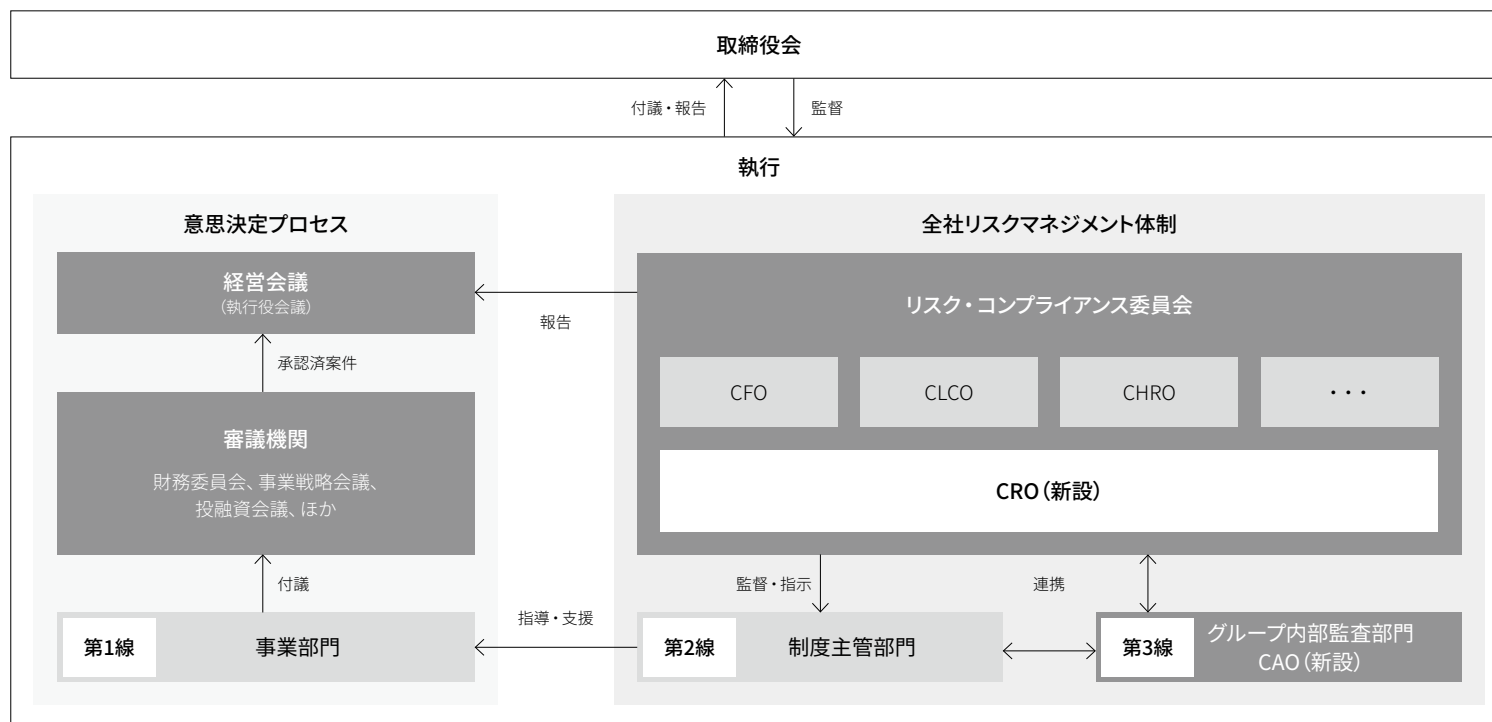 取締役会
付議・報告
監督
執行
意思決定プロセス
経営会議
(執行役会議)
承認済案件
審議機関
財務委員会、事業戦略会議、
投融資会議、ほか
付議
第1線
事業部門
報告
指導・支援
全社リスクマネジメント体制
リスク・コンプライアンス委員会
CFO
CLCO
CHRO
・・・
CRO(新設)
監督・指示
連携
第2線
制度主管部門
第3線
グループ内部監査部門
CAO(新設)